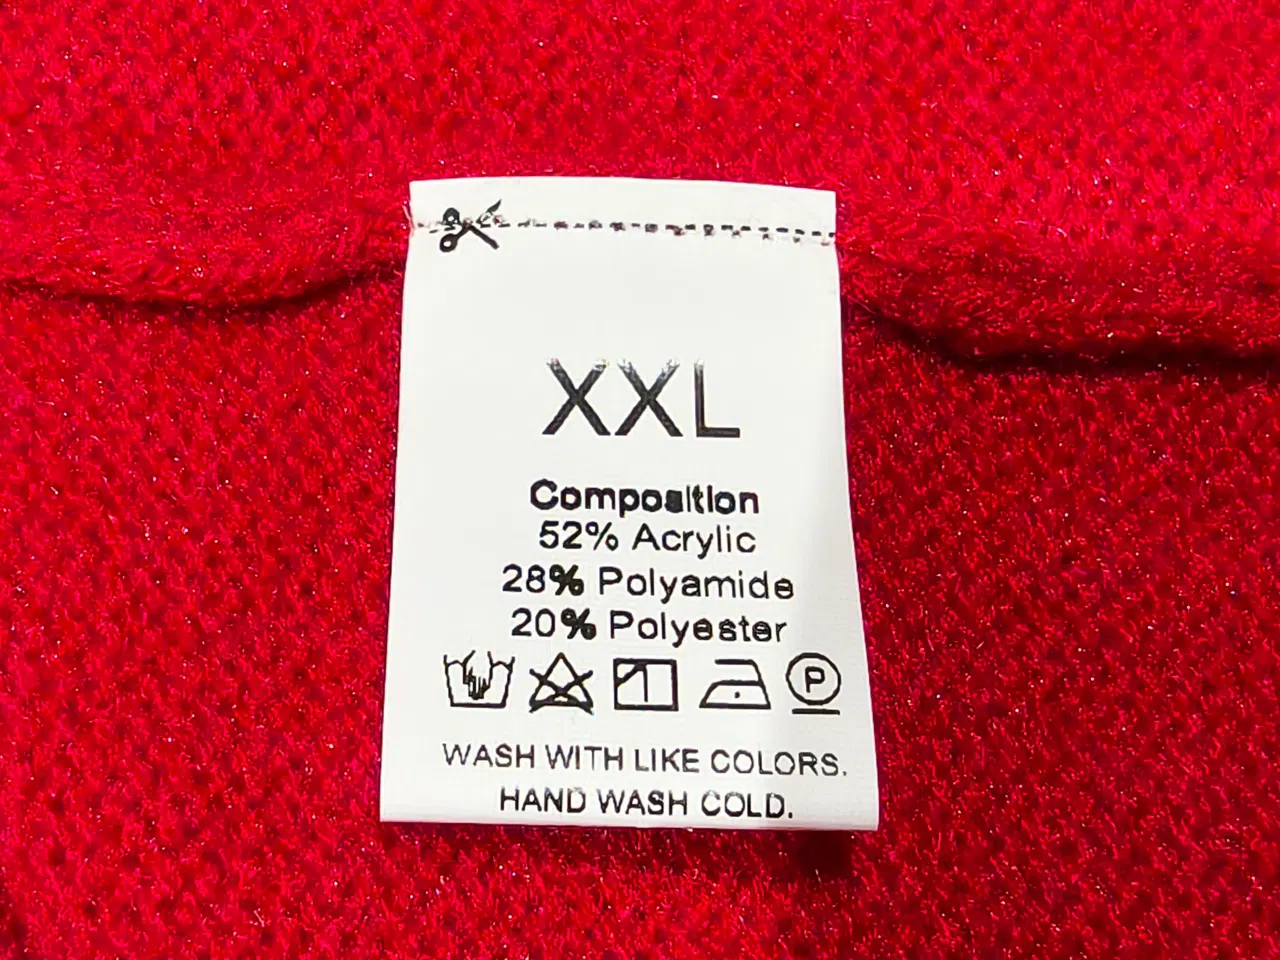 XXL
Composition
52% Acrylic
28% Polyamide
20% Polyester
P
WASH WITH LIKE COLORS.
HAND WASH COLD.